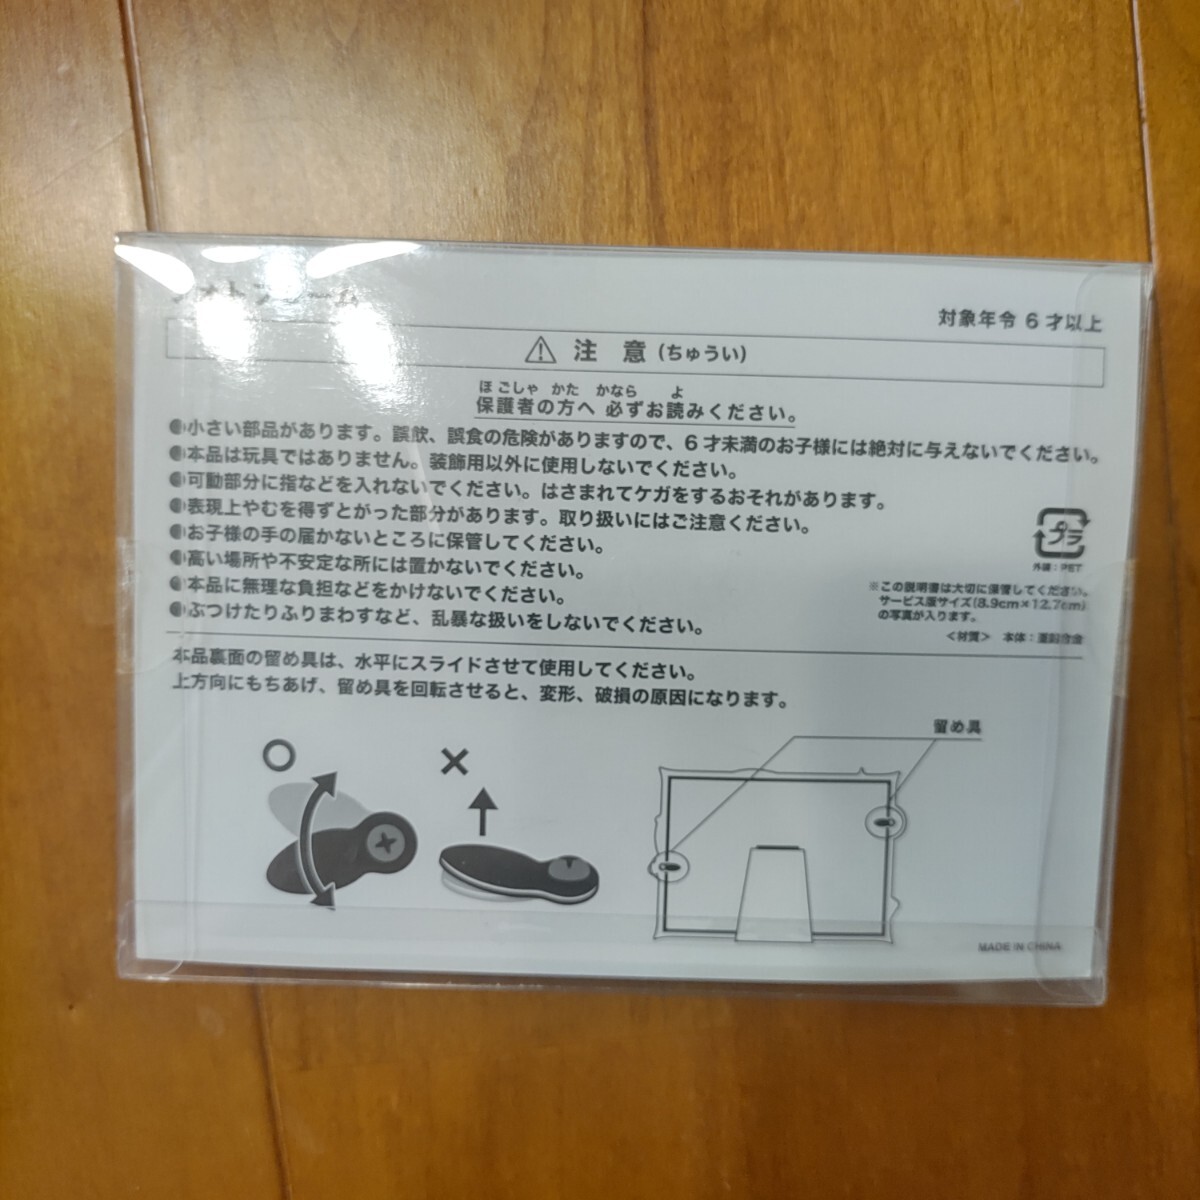 対象年令 6才以上
注 意 (ちゅうい)
ほごしゃ かた かなら よ
保護者の方へ 必ずお読みください。
●小さい部品があります。誤飲、誤食の危険がありますので、6才未満のお子様には絶対に与えないでください。
●本品は玩具ではありません。装飾用以外に使用しないでください。
●可動部分に指などを入れないでください。はさまれてケガをするおそれがあります。
●表現上やむを得ずとがった部分があります。取り扱いにはご注意ください。
●お子様の手の届かないところに保管してください。
●高い場所や不安定な所には置かないでください。
●本品に無理な負担などをかけないでください。
●ぶつけたりふりまわすなど、乱暴な扱いをしないでください。
プラ
外装：PET
※この説明書は大切に保管してください。
サービス版サイズ(8.9cm×12.7cm)
の写真が入ります。
＜材質＞ 本体：亜鉛合金
本品裏面の留め具は、水平にスライドさせて使用してください。
上方向にもちあげ、留め具を回転させると、変形、破損の原因になります。
留め具
MADE IN CHINA